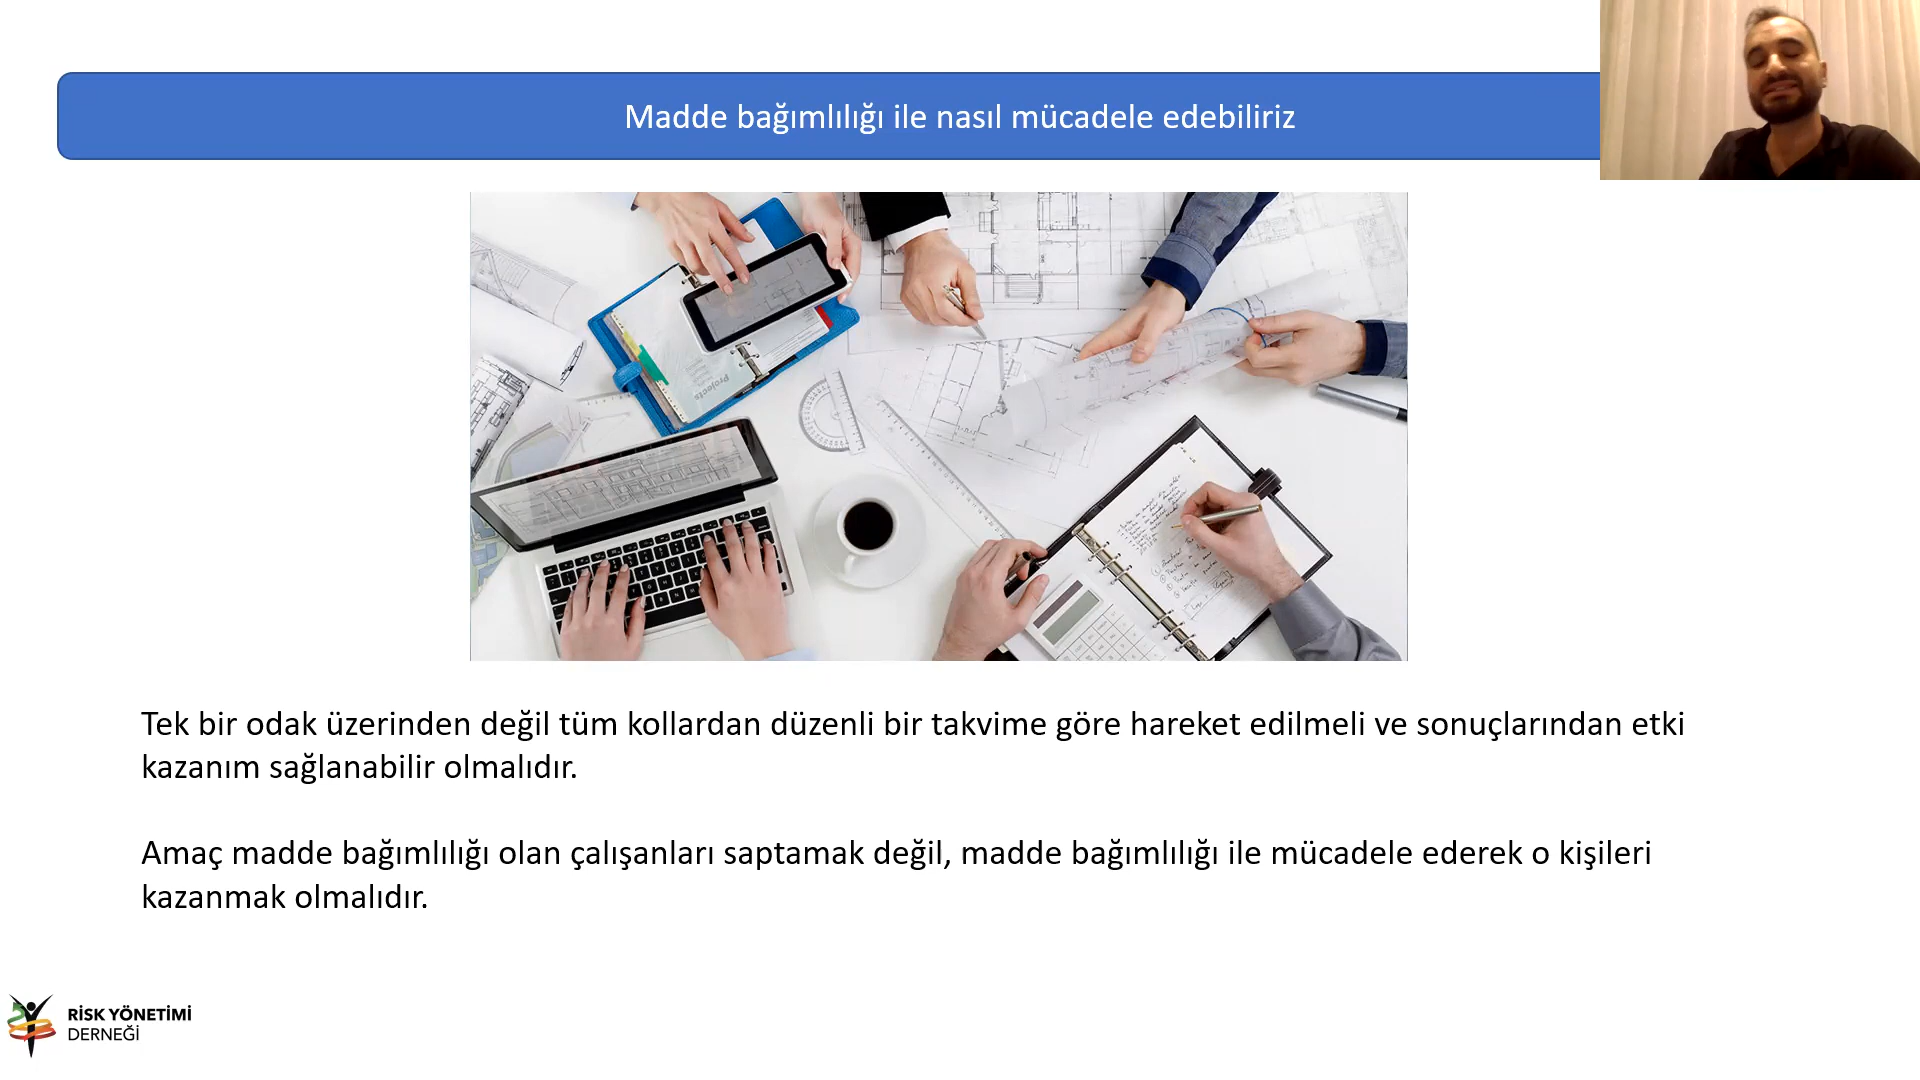 Madde bağımlılığı ile nasıl mücadele edebiliriz
Projects
Tek bir odak üzerinden değil tüm kollardan düzenli bir takvime göre hareket edilmeli ve sonuçlarından etki
kazanım sağlanabilir olmalıdır.
Amaç madde bağımlılığı olan çalışanları saptamak değil, madde bağımlılığı ile mücadele ederek o kişileri
kazanmak olmalıdır.
RİSK YÖNETİMİ
DERNEĞİ